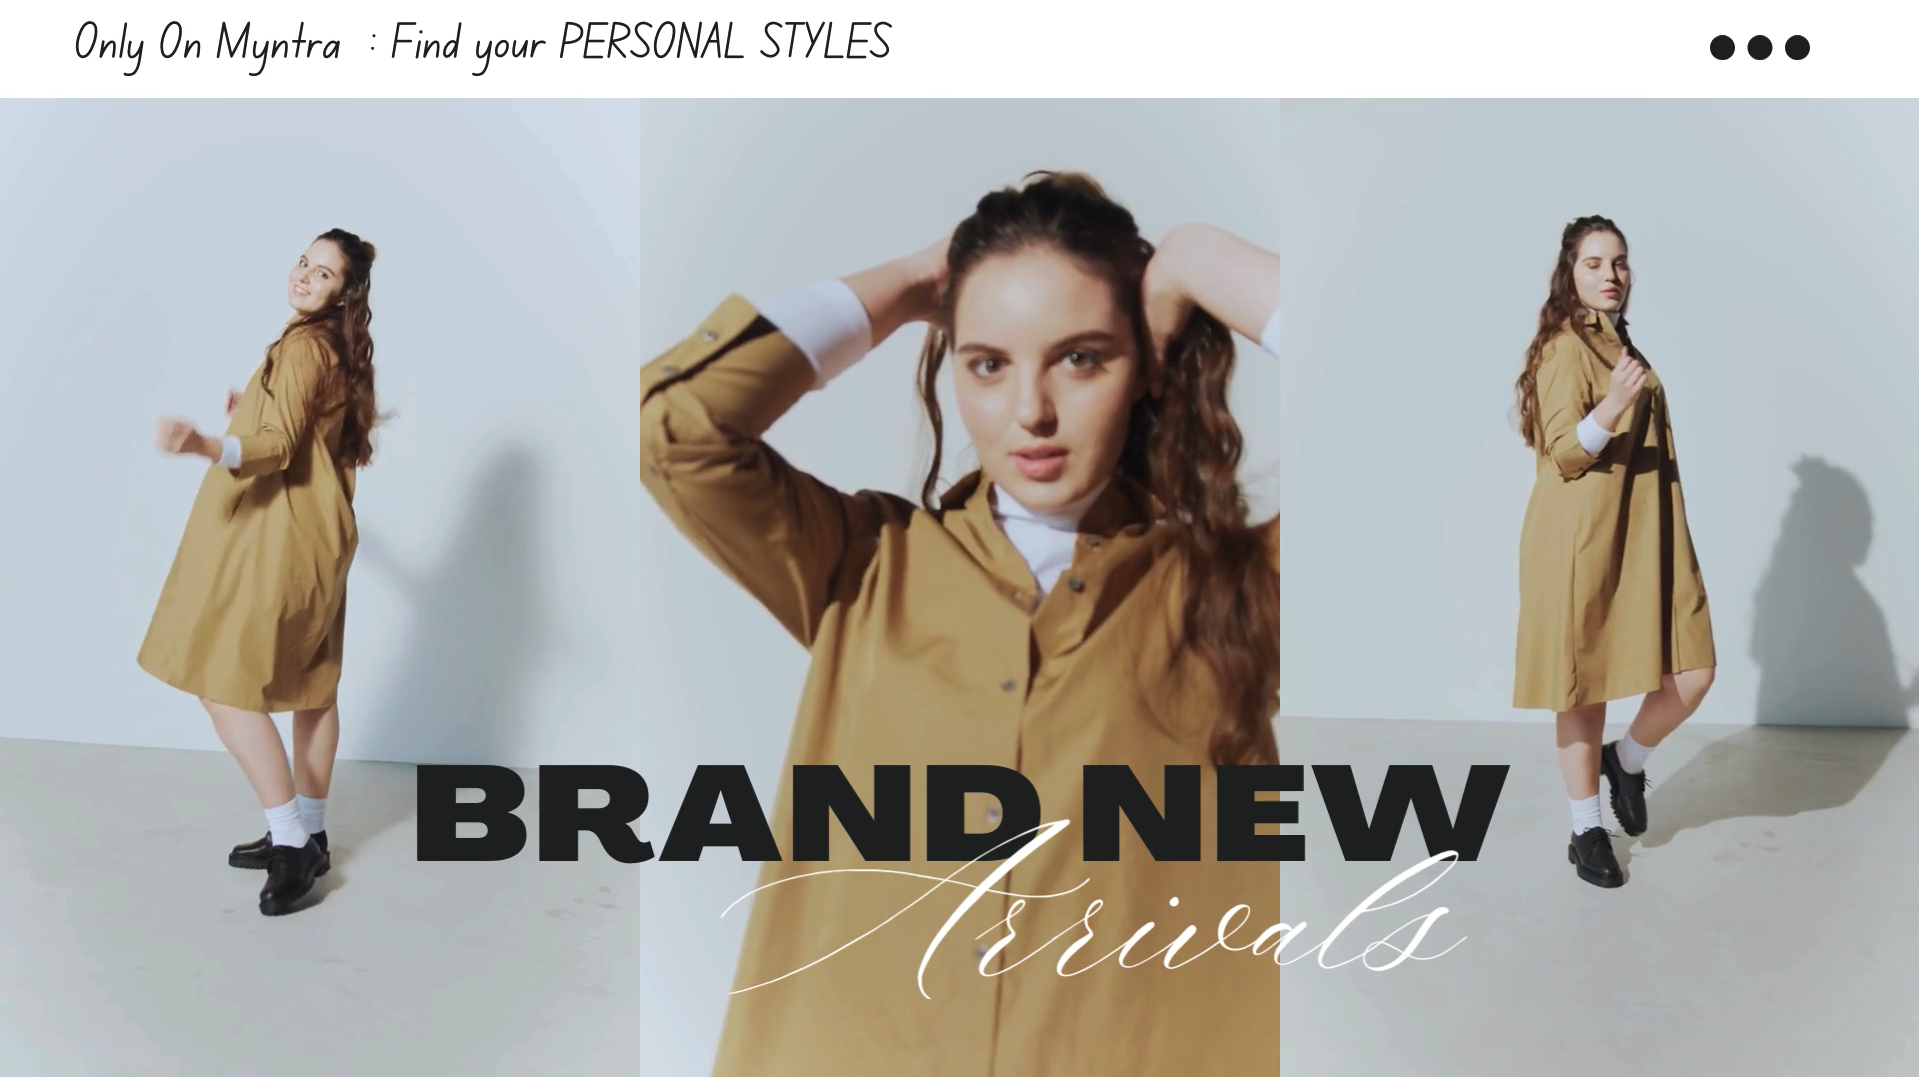 Only On Myntra : Find your PERSONAL STYLES
BRAND NEW
Arrivals